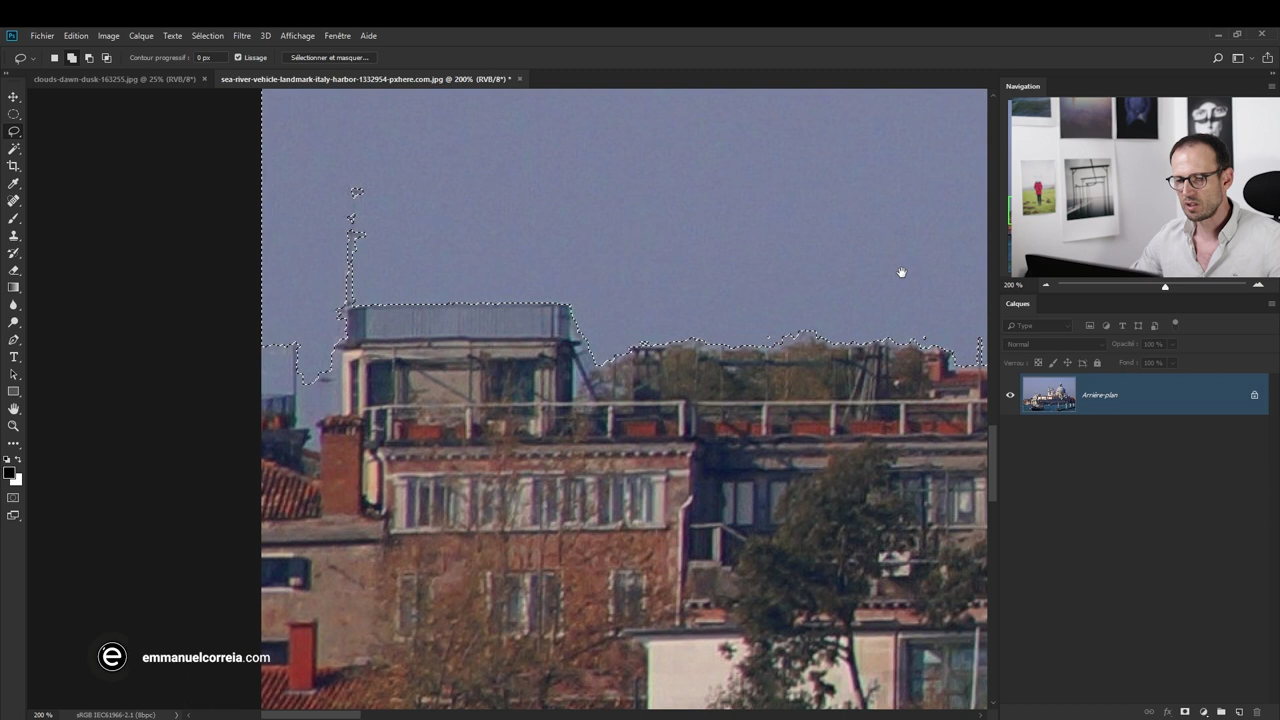 Ps Fichier Edition Image Calque Texte Sélection Filtre 3D Affichage Fenêtre Aide
Contour progressif : 0 px Lissage Sélectionner et masquer...
clouds-dawn-dusk-163255.jpg @ 25% (RVB/8*) × sea-river-vehicle-landmark-italy-harbor-1332954-pxhere.com.jpg @ 200% (RVB/8*) * ×
Navigation
200 %
Calques
Type
Normal Opacité : 100 %
Verrou : Fond : 100 %
Arrière-plan
e emmanuelcorreia.com
200 % sRGB IEC61966-2.1 (8bpc)